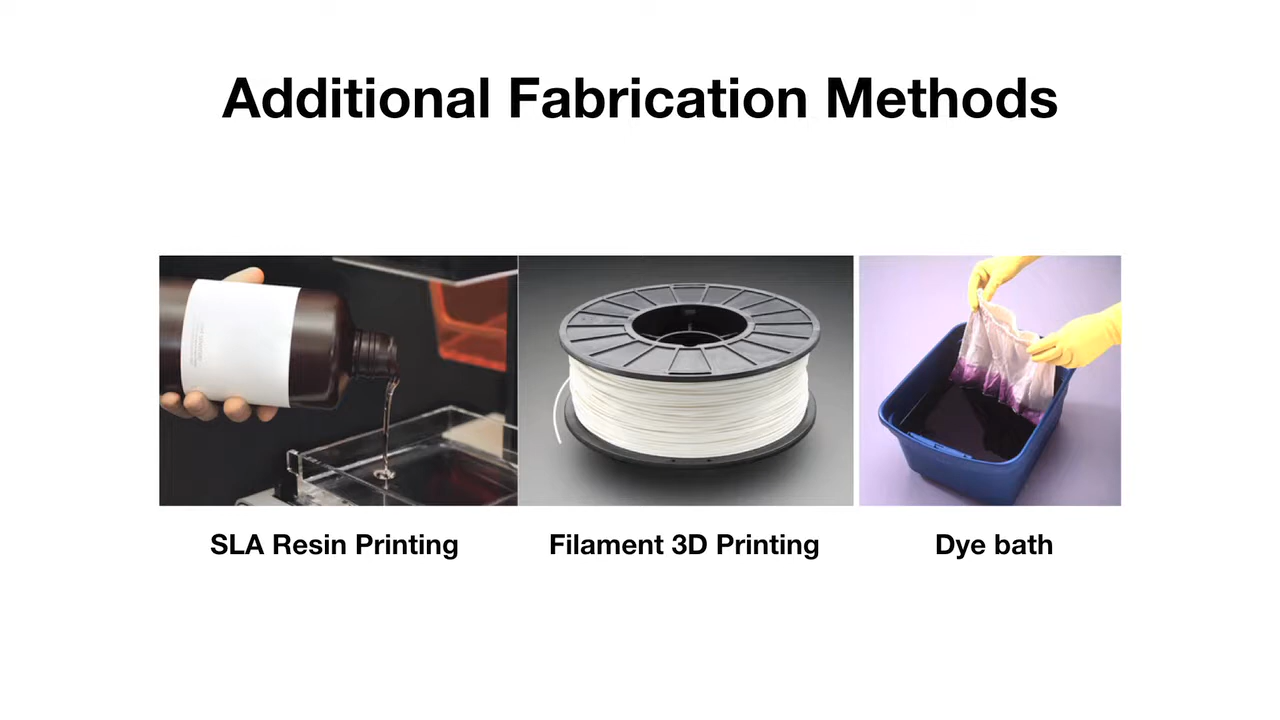 Additional Fabrication Methods
SLA Resin Printing
Filament 3D Printing
Dye bath